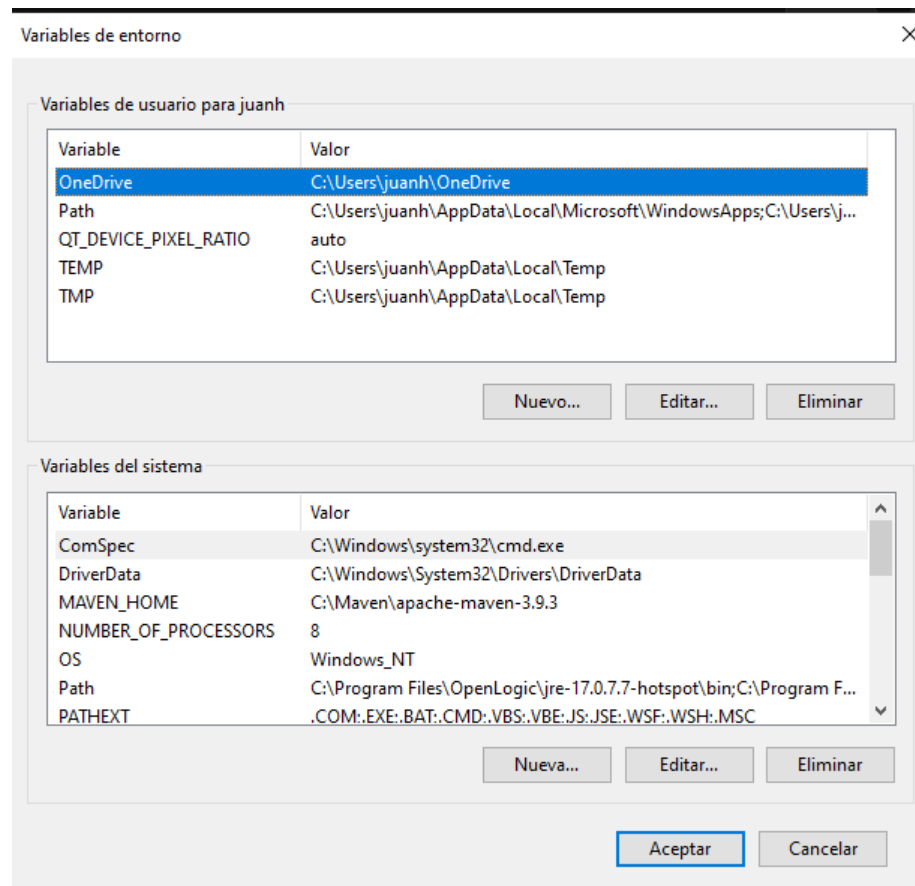 Variables de entorno
Variables de usuario para juanh
Variable Valor
OneDrive C:\Users\juanh\OneDrive
Path C:\Users\juanh\AppData\Local\Microsoft\WindowsApps;C:\Users\j...
QT_DEVICE_PIXEL_RATIO auto
TEMP C:\Users\juanh\AppData\Local\Temp
TMP C:\Users\juanh\AppData\Local\Temp
Nuevo... Editar... Eliminar
Variables del sistema
Variable Valor
ComSpec C:\Windows\system32\cmd.exe
DriverData C:\Windows\System32\Drivers\DriverData
MAVEN_HOME C:\Maven\apache-maven-3.9.3
NUMBER_OF_PROCESSORS 8
OS Windows_NT
Path C:\Program Files\OpenLogic\jre-17.0.7.7-hotspot\bin;C:\Program F...
PATHEXT .COM;.EXE;.BAT;.CMD;.VBS;.VBE;.JS;.JSE;.WSF;.WSH;.MSC
Nueva... Editar... Eliminar
Aceptar Cancelar